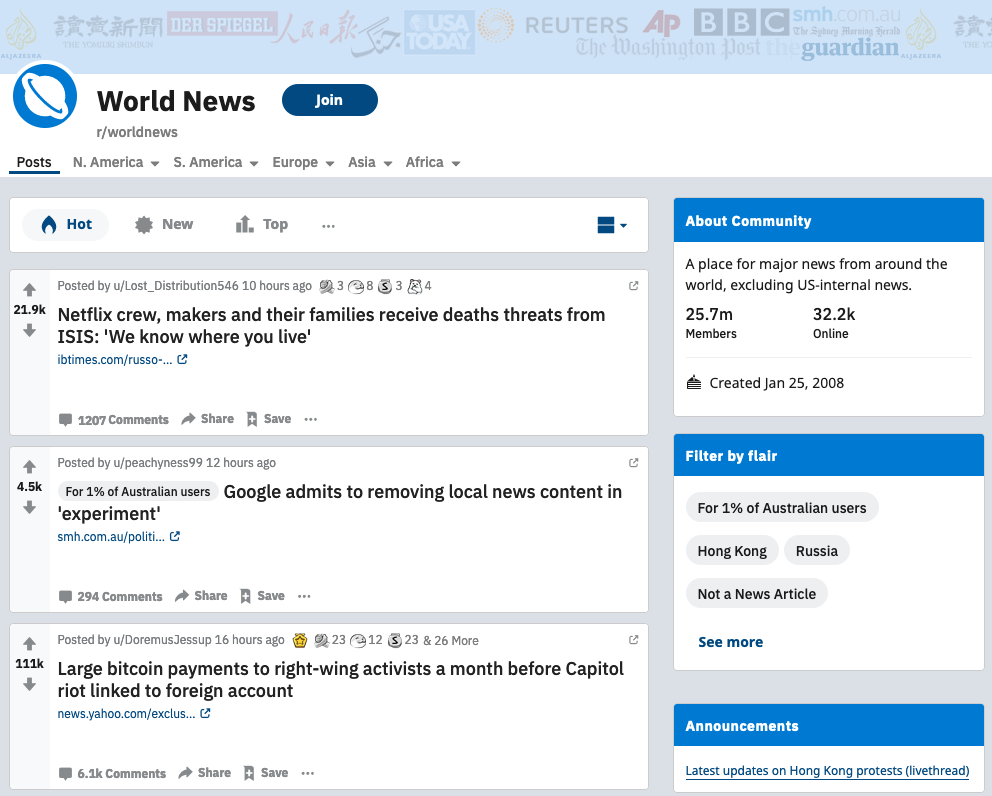 ALJAZEERA
讀賣新聞
THE YOMIURI SHIMBUN
DER SPIEGEL
人民日报
USA
TODAY
REUTERS
AP
BBC
smh.com.au
The Sydney Morning Herald
The Washington Post
the guardian
ALJAZEERA
讀賣
World News
Join
r/worldnews
Posts
N. America
S. America
Europe
Asia
Africa
Hot
New
Top
...
21.9k
Posted by u/Lost_Distribution546 10 hours ago 3 8 S 3 4
Netflix crew, makers and their families receive deaths threats from
ISIS: 'We know where you live'
ibtimes.com/russo-...
1207 Comments Share Save ...
4.5k
Posted by u/peachyness99 12 hours ago
For 1% of Australian users Google admits to removing local news content in
'experiment'
smh.com.au/politi...
294 Comments Share Save ...
111k
Posted by u/DoremusJessup 16 hours ago 23 12 S 23 & 26 More
Large bitcoin payments to right-wing activists a month before Capitol
riot linked to foreign account
news.yahoo.com/exclus...
6.1k Comments Share Save ...
About Community
A place for major news from around the
world, excluding US-internal news.
25.7m 32.2k
Members Online
Created Jan 25, 2008
Filter by flair
For 1% of Australian users
Hong Kong Russia
Not a News Article
See more
Announcements
Latest updates on Hong Kong protests (livethread)